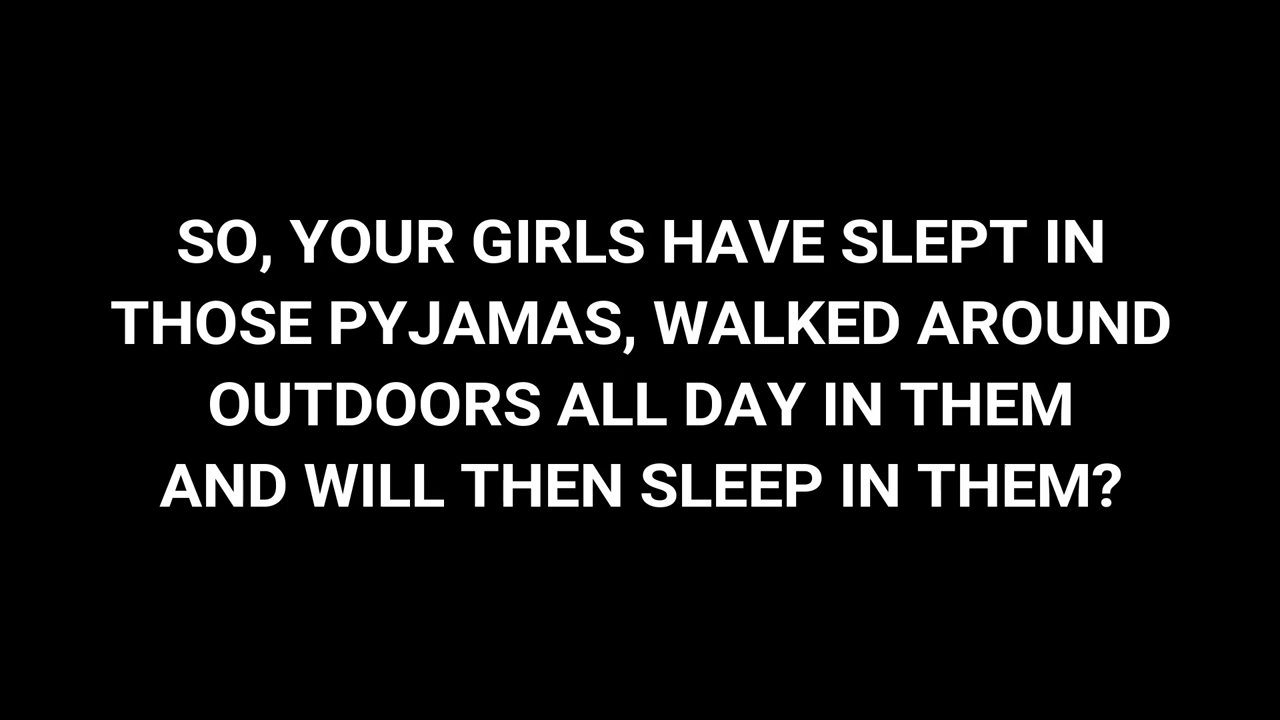 SO, YOUR GIRLS HAVE SLEPT IN
THOSE PYJAMAS, WALKED AROUND
OUTDOORS ALL DAY IN THEM
AND WILL THEN SLEEP IN THEM?